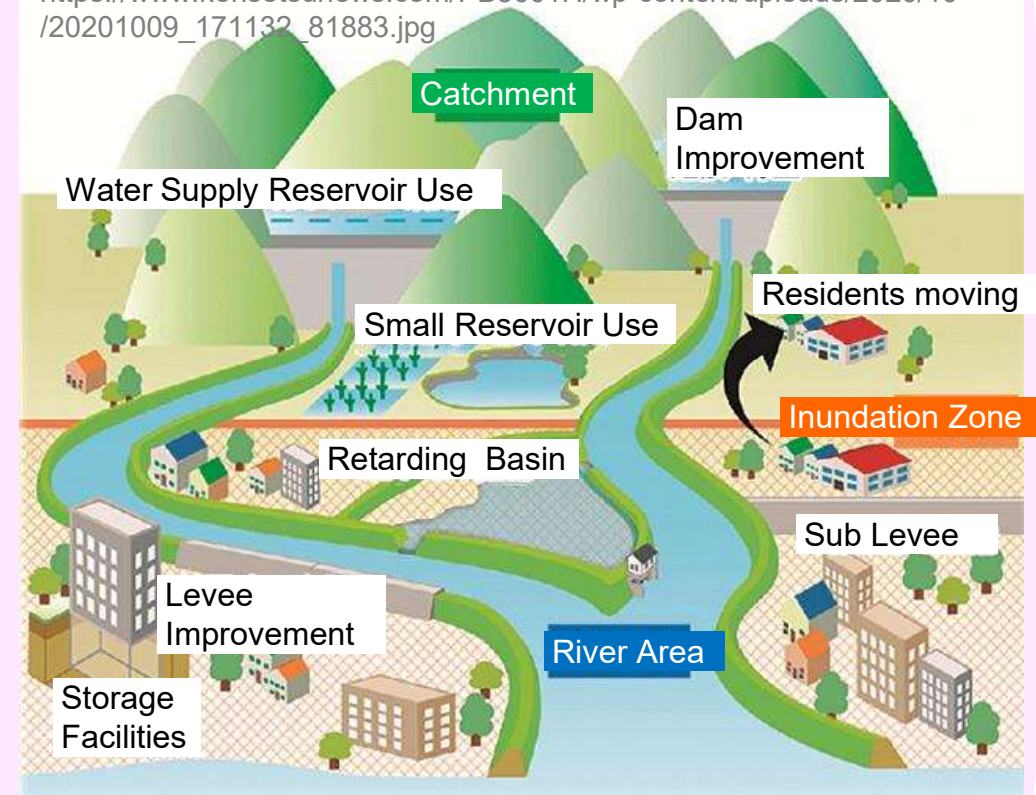 /20201009_171132_81883.jpg
Catchment
Dam
Improvement
Water Supply Reservoir Use
Residents moving
Small Reservoir Use
Inundation Zone
Retarding Basin
Sub Levee
Levee
Improvement
River Area
Storage
Facilities